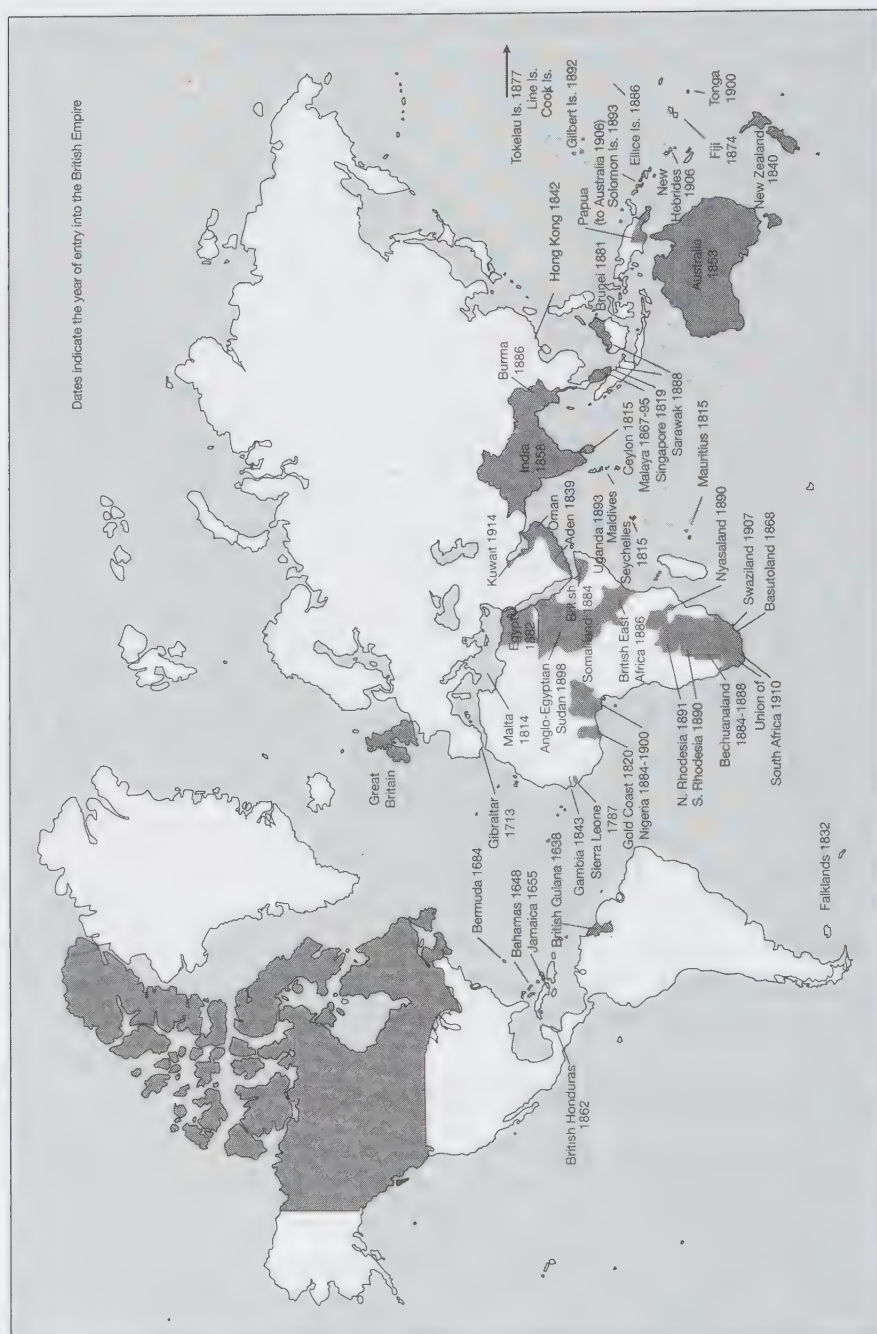 Dates indicate the year of entry into the British Empire
Great
Britain
Bermuda 1684
Bahamas 1648
Jamaica 1655
British Guiana 1638
British Honduras
1862
Falklands 1832
Gibraltar
1713
Malta
1814
Egypt
1882
Anglo-Egyptian
Sudan 1898
British
Somaliland 1884
British East
Africa 1886
Gambia 1843
Sierra Leone
1787
Gold Coast 1820
Nigeria 1884-1900
N. Rhodesia 1891
S. Rhodesia 1890
Bechuanaland
1884-1888
Union of
South Africa 1910
Basutoland 1868
Swaziland 1907
Nyasaland 1890
Mauritius 1815
Seychelles
1815
Uganda 1893
Maldives
Kuwait 1914
Oman
Aden 1839
India
1858
Burma
1886
Ceylon 1815
Malaya 1867-95
Singapore 1819
Sarawak 1888
Hong Kong 1842
Brunei 1881
Papua
(to Australia 1906)
Solomon Is. 1893
Tokelau Is. 1877
Line Is.
Cook Is.
Gilbert Is. 1892
Ellice Is. 1886
New
Hebrides
1906
Fiji
1874
Tonga
1900
Australia
1853
New Zealand
1840